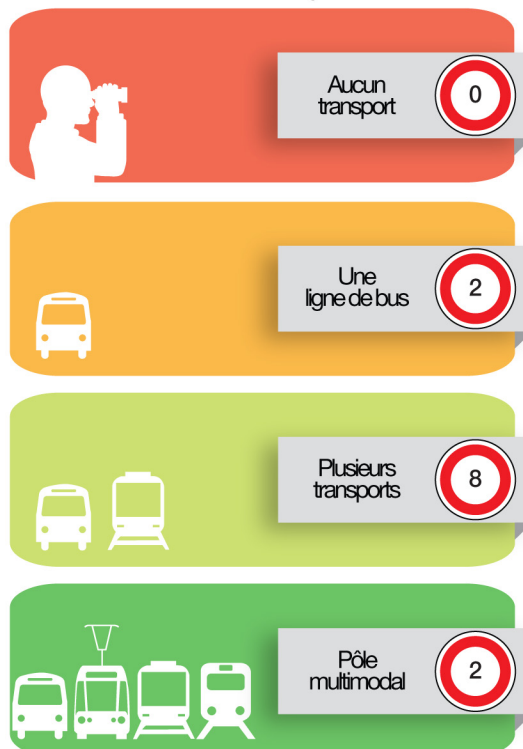 Aucun
transport
0
Une
ligne de bus
2
Plusieurs
transports
8
Pôle
multimodal
2